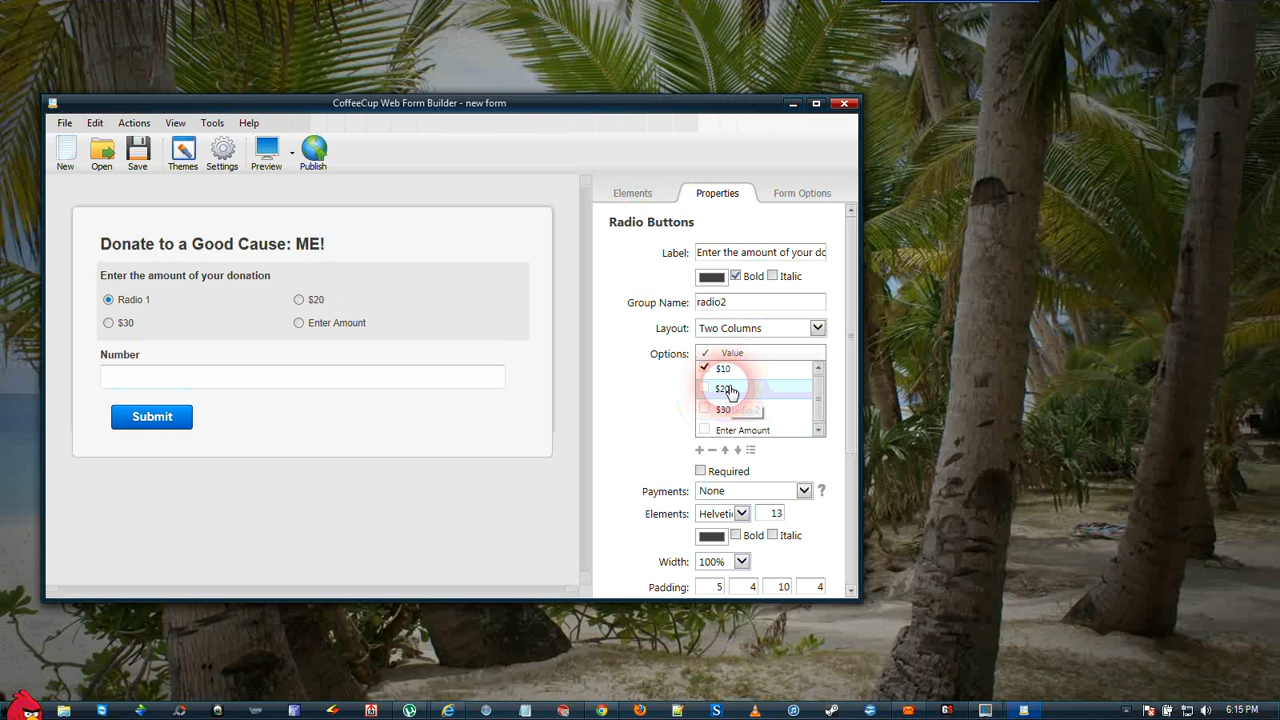 CoffeeCup Web Form Builder - new form
File Edit Actions View Tools Help
New Open Save Themes Settings Preview Publish
Elements Properties Form Options
Donate to a Good Cause: ME!
Enter the amount of your donation
Radio 1 $20
$30 Enter Amount
Number
Submit
Radio Buttons
Label: Enter the amount of your do
Bold Italic
Group Name: radio2
Layout: Two Columns
Options: ✓ Value
$10
$20
$30
Enter Amount
Required
Payments: None ?
Elements: Helveti 13
Bold Italic
Width: 100%
Padding: 5 4 10 4
6:15 PM